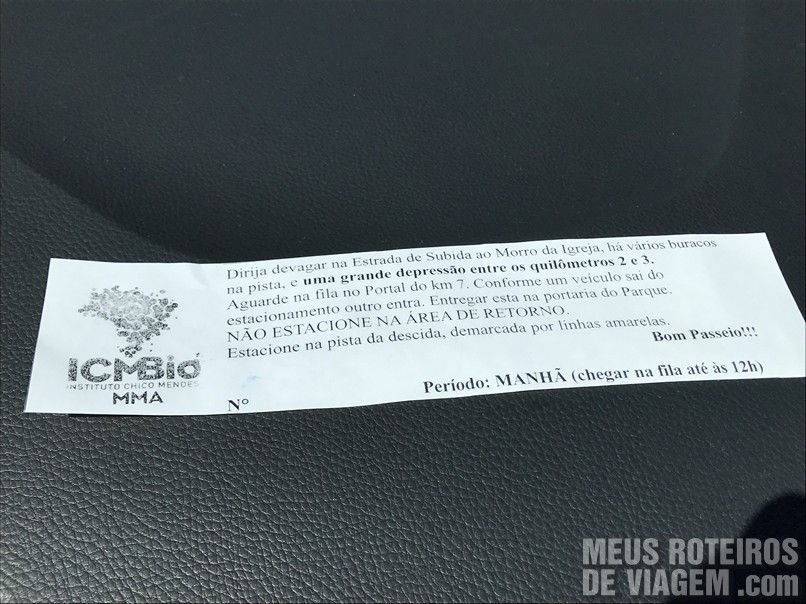 Dirija devagar na Estrada de Subida ao Morro da Igreja, há vários buracos
na pista, e uma grande depressão entre os quilômetros 2 e 3.
Aguarde na fila no Portal do km 7. Conforme um veículo sai do
estacionamento outro entra. Entregar esta na portaria do Parque.
NÃO ESTACIONE NA ÁREA DE RETORNO.
Estacione na pista da descida, demarcada por linhas amarelas.
Bom Passeio!!!
Período: MANHÃ (chegar na fila até às 12h)
Nº
ICMBio
INSTITUTO CHICO MENDES
MMA
MEUS ROTEIROS
DE VIAGEM.com